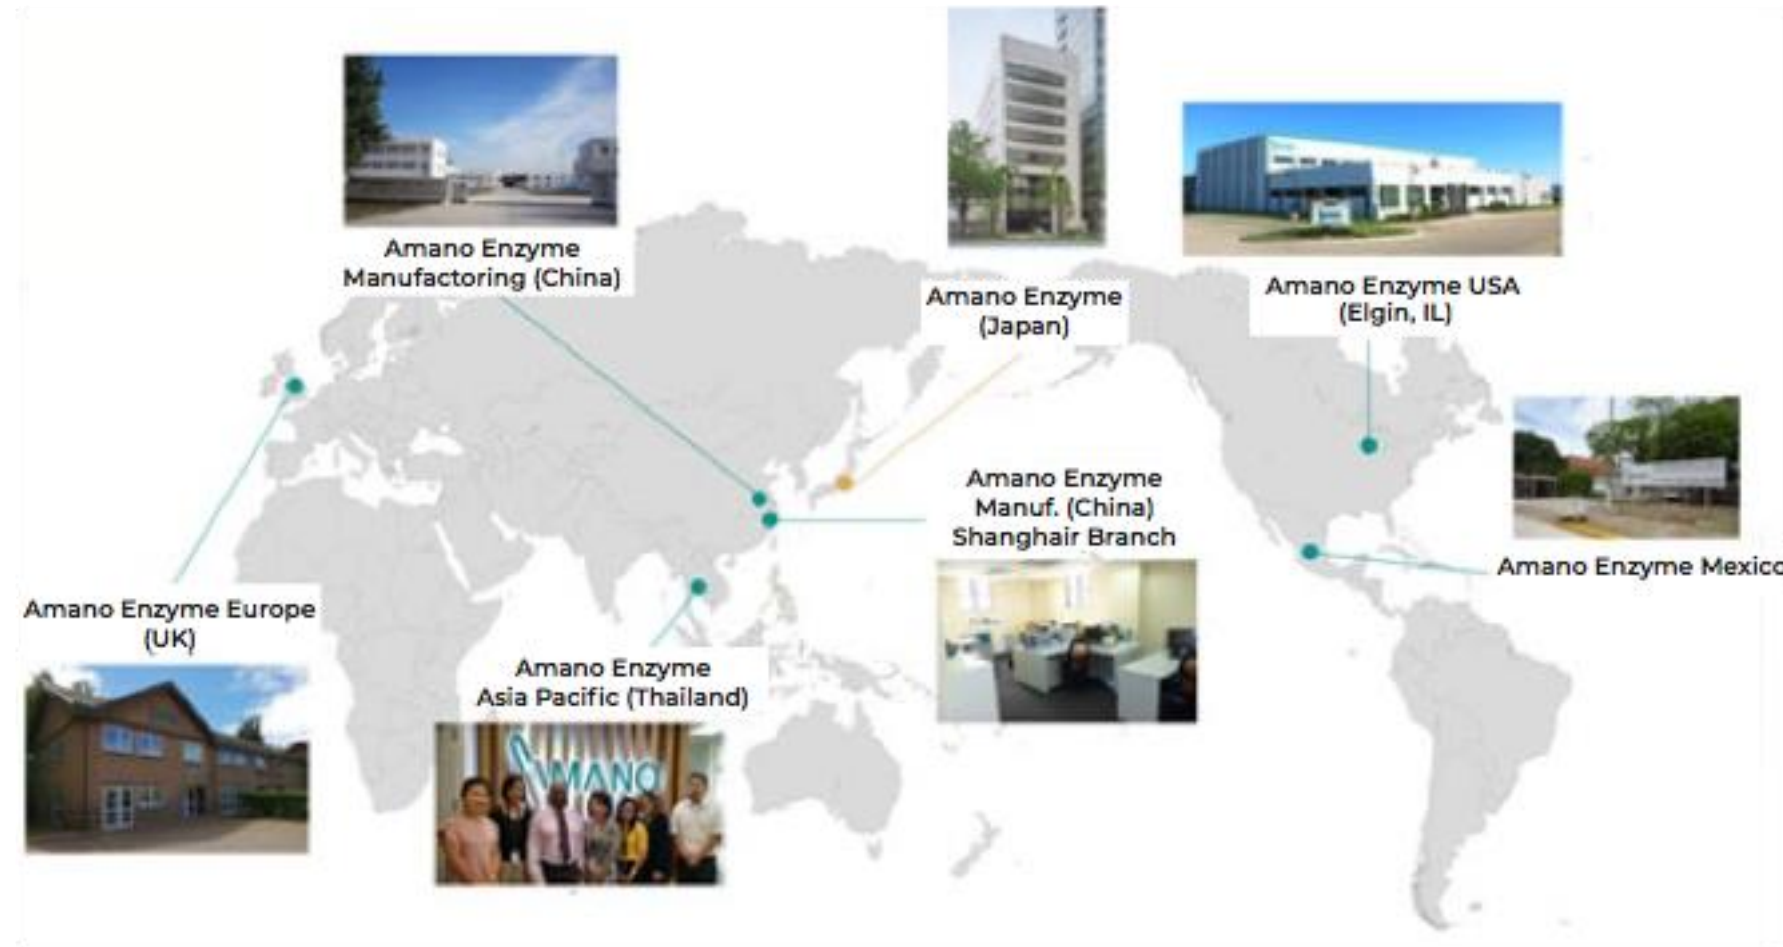 Amano Enzyme
Manufactoring (China)
Amano Enzyme
(Japan)
Amano Enzyme USA
(Elgin, IL)
Amano Enzyme
Manuf. (China)
Shanghair Branch
Amano Enzyme Mexico
Amano Enzyme Europe
(UK)
Amano Enzyme
Asia Pacific (Thailand)
AMANO